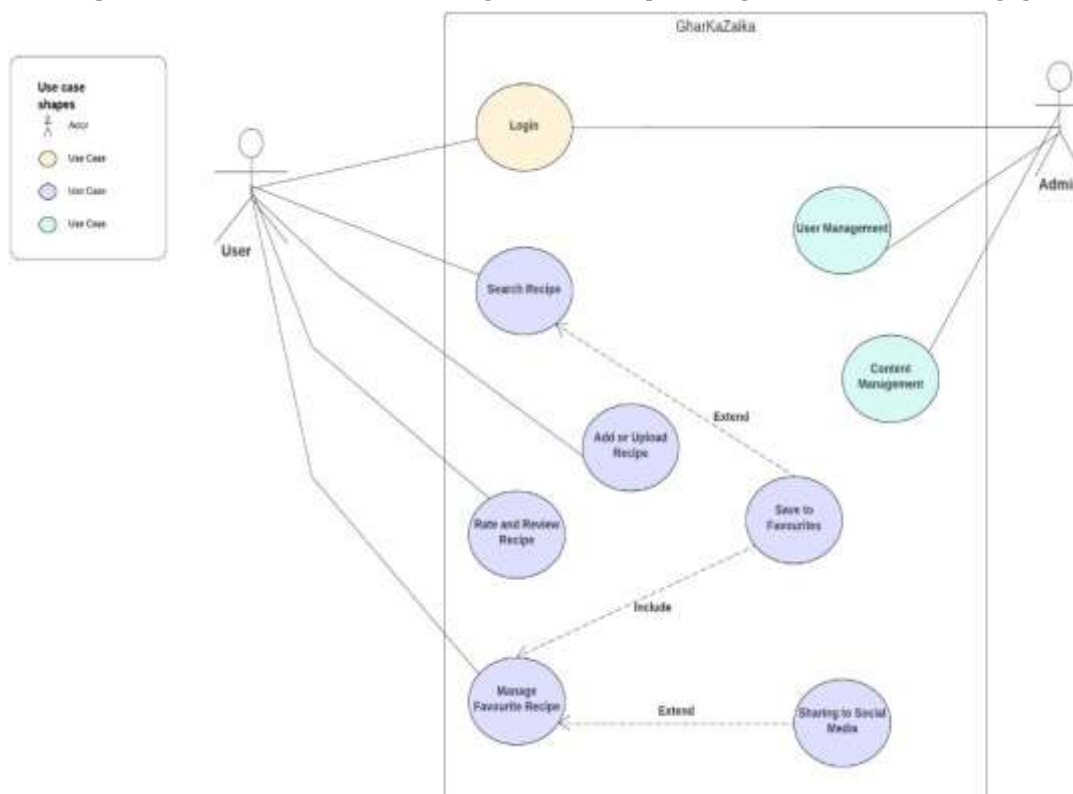 GharKaZaika
Use case
shapes
Use Case
Use Case
Use Case
Login
User
Admi
User Management
Search Recipe
Content
Management
Extend
Add or Upload
Recipe
Save to
Favourites
Rate and Review
Recipe
Include
Manage
Favourite Recipe
Extend
Sharing to Social
Media